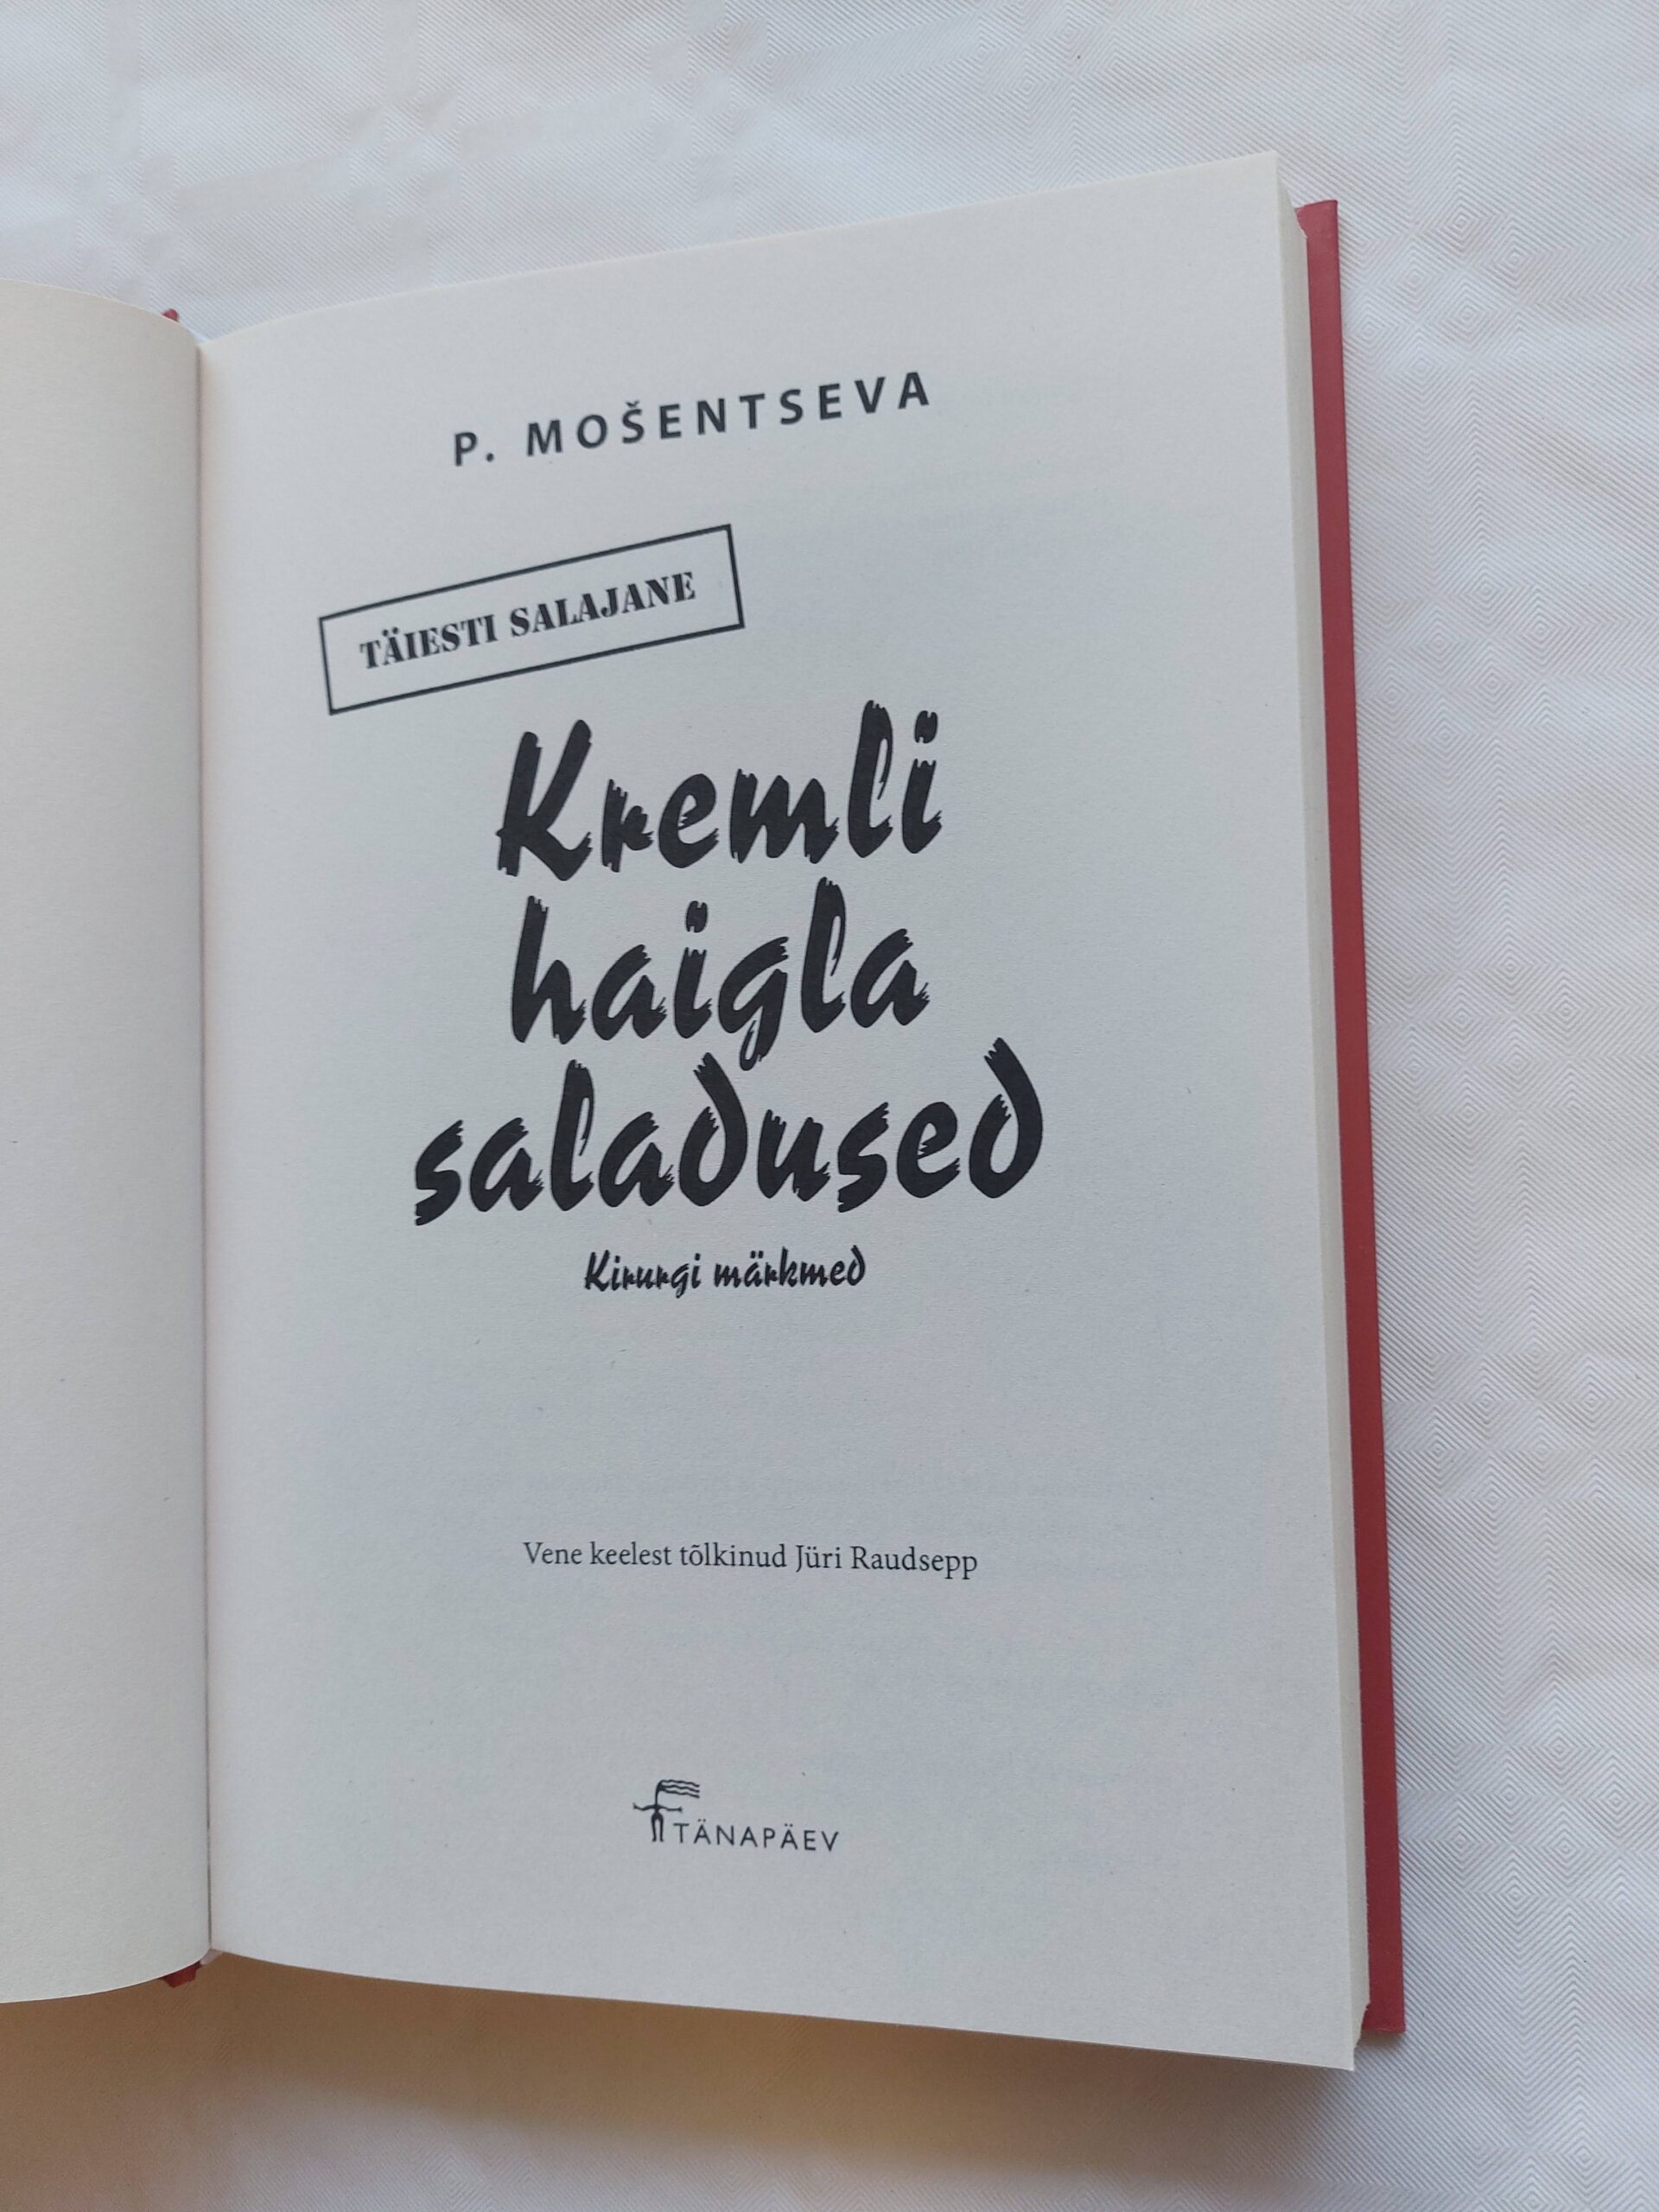 P. MOŠENTSEVA
TÄIESTI SALAJANE
Kremli
haigla
saladused
Kirurgi märkmed
Vene keelest tõlkinud Jüri Raudsepp
TÄNAPÄEV